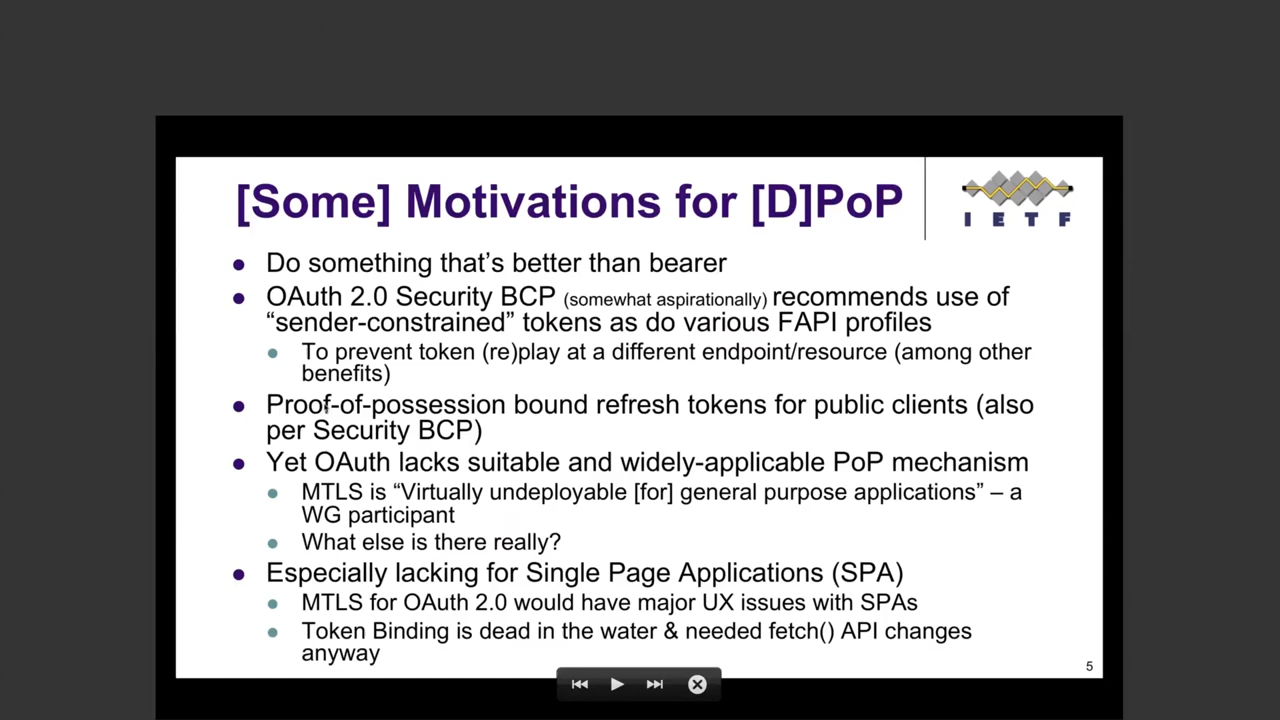 [Some] Motivations for [D]PoP
I E T F
● Do something that’s better than bearer
● OAuth 2.0 Security BCP (somewhat aspirationally) recommends use of
“sender-constrained” tokens as do various FAPI profiles
● To prevent token (re)play at a different endpoint/resource (among other
benefits)
● Proof-of-possession bound refresh tokens for public clients (also
per Security BCP)
● Yet OAuth lacks suitable and widely-applicable PoP mechanism
● MTLS is “Virtually undeployable [for] general purpose applications” – a
WG participant
● What else is there really?
● Especially lacking for Single Page Applications (SPA)
● MTLS for OAuth 2.0 would have major UX issues with SPAs
● Token Binding is dead in the water & needed fetch() API changes
anyway
5